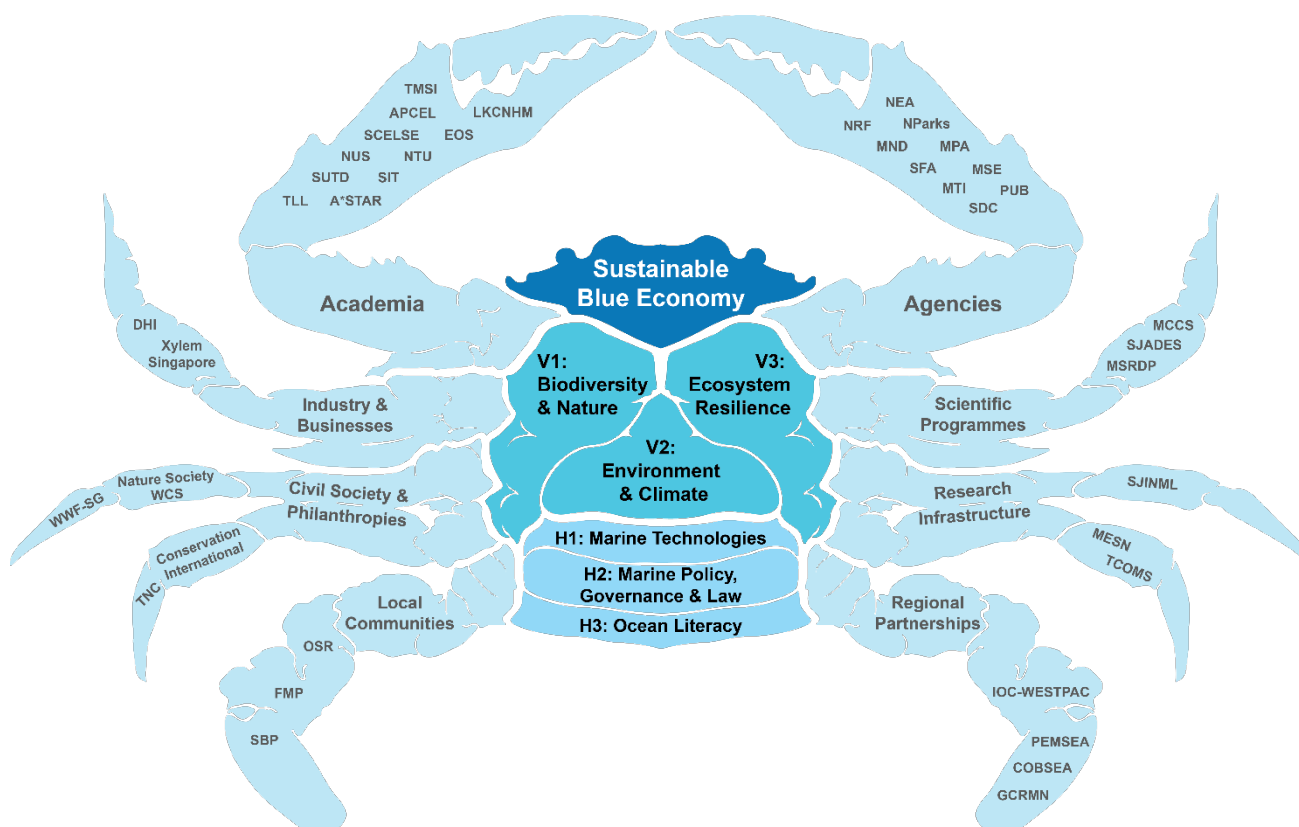 TMSI
APCEL
LKCNHM
SCELSE
EOS
NUS
NTU
SUTD
SIT
TLL
A*STAR
Academia
NEA
NRF
NParks
MND
MPA
SFA
MSE
MTI
PUB
SDC
Agencies
Sustainable
Blue Economy
V1:
Biodiversity
& Nature
V3:
Ecosystem
Resilience
V2:
Environment
& Climate
H1: Marine Technologies
H2: Marine Policy,
Governance & Law
H3: Ocean Literacy
DHI
Xylem
Singapore
Industry &
Businesses
MCCS
SJADES
MSRDP
Scientific
Programmes
Nature Society
WCS
WWF-SG
Civil Society &
Philanthropies
Conservation
International
TNC
Research
Infrastructure
SJINML
MESN
TCOMS
Local
Communities
OSR
FMP
SBP
Regional
Partnerships
IOC-WESTPAC
PEMSEA
COBSEA
GCRMN